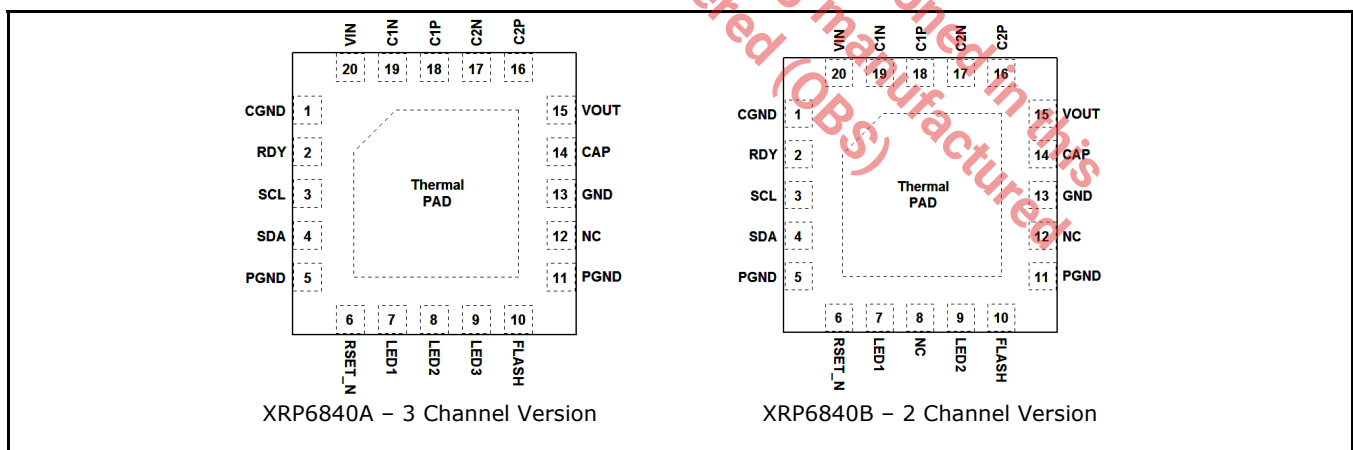 VIN C1N C1P C2N C2P
20 19 18 17 16
CGND 1
RDY 2
SCL 3
SDA 4
PGND 5
15 VOUT
14 CAP
13 GND
12 NC
11 PGND
Thermal
PAD
6 7 8 9 10
RSET_N LED1 LED2 LED3 FLASH
XRP6840A – 3 Channel Version
VIN C1N C1P C2N C2P
20 19 18 17 16
CGND 1
RDY 2
SCL 3
SDA 4
PGND 5
15 VOUT
14 CAP
13 GND
12 NC
11 PGND
Thermal
PAD
6 7 8 9 10
RSET_N LED1 NC LED2 FLASH
XRP6840B – 2 Channel Version
in this
manufactured
(OBS)